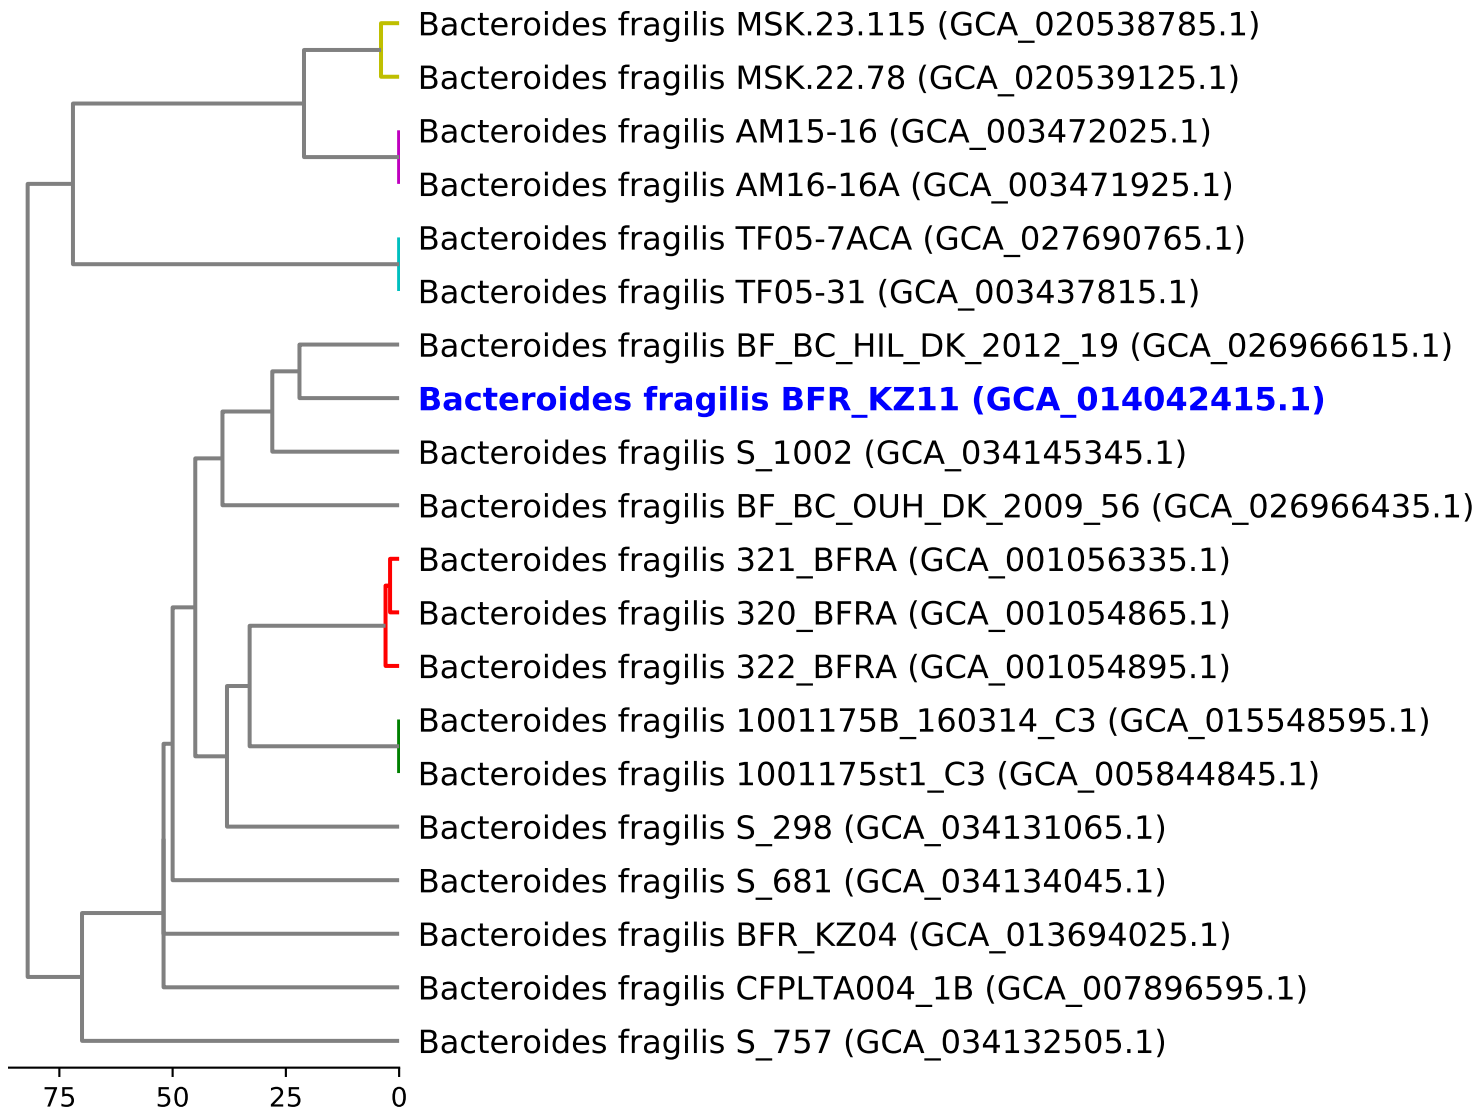 Bacteroides fragilis MSK.23.115 (GCA_020538785.1)
Bacteroides fragilis MSK.22.78 (GCA_020539125.1)
Bacteroides fragilis AM15-16 (GCA_003472025.1)
Bacteroides fragilis AM16-16A (GCA_003471925.1)
Bacteroides fragilis TF05-7ACA (GCA_027690765.1)
Bacteroides fragilis TF05-31 (GCA_003437815.1)
Bacteroides fragilis BF_BC_HIL_DK_2012_19 (GCA_026966615.1)
Bacteroides fragilis BFR_KZ11 (GCA_014042415.1)
Bacteroides fragilis S_1002 (GCA_034145345.1)
Bacteroides fragilis BF_BC_OUH_DK_2009_56 (GCA_026966435.1)
Bacteroides fragilis 321_BFRA (GCA_001056335.1)
Bacteroides fragilis 320_BFRA (GCA_001054865.1)
Bacteroides fragilis 322_BFRA (GCA_001054895.1)
Bacteroides fragilis 1001175B_160314_C3 (GCA_015548595.1)
Bacteroides fragilis 1001175st1_C3 (GCA_005844845.1)
Bacteroides fragilis S_298 (GCA_034131065.1)
Bacteroides fragilis S_681 (GCA_034134045.1)
Bacteroides fragilis BFR_KZ04 (GCA_013694025.1)
Bacteroides fragilis CFPLTA004_1B (GCA_007896595.1)
Bacteroides fragilis S_757 (GCA_034132505.1)
75 50 25 0